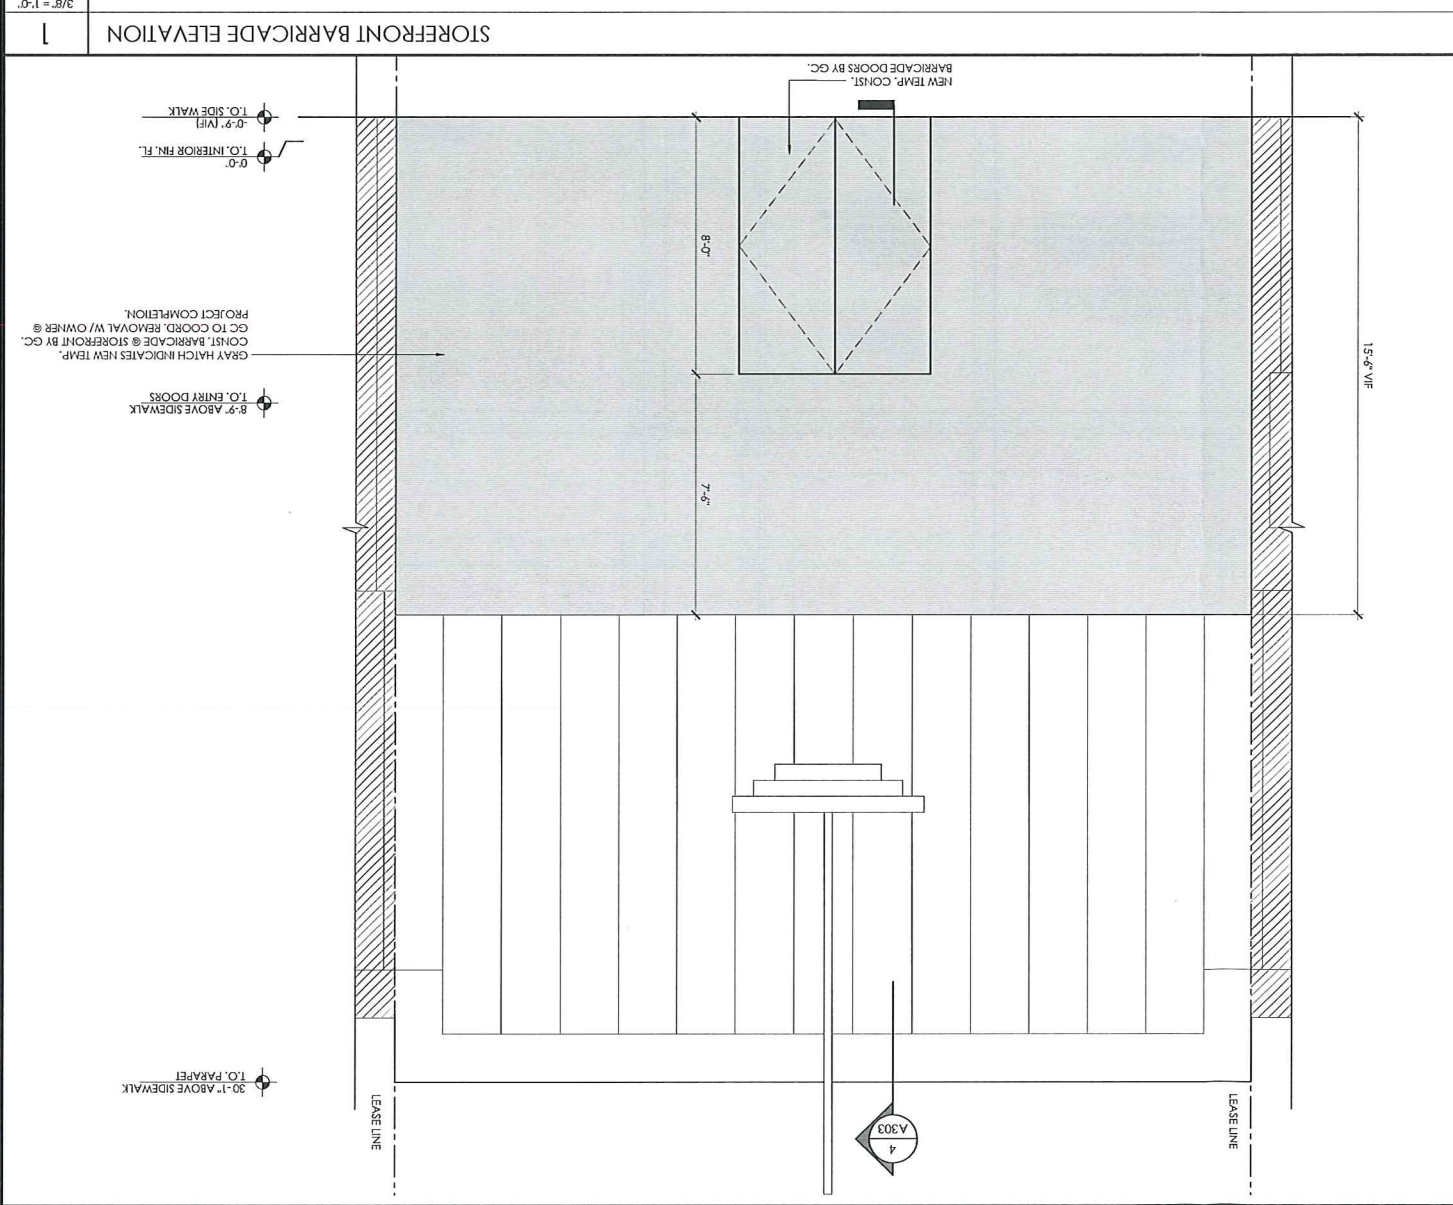 LEASE LINE
LEASE LINE
4
A303
30'-1" ABOVE SIDEWALK
T.O. PARAPET
15'-6" VIF
7'-6"
8'-0"
8'-9" ABOVE SIDEWALK
T.O. ENTRY DOORS
GRAY HATCH INDICATES NEW TEMP.
CONST. BARRICADE @ STOREFRONT BY GC.
GC TO COORD. REMOVAL W/ OWNER @
PROJECT COMPLETION.
0'-0"
T.O. INTERIOR FIN. FL.
-0'-9" (VIF)
T.O. SIDE WALK
NEW TEMP. CONST.
BARRICADE DOORS BY GC.
STOREFRONT BARRICADE ELEVATION
1
3/8" = 1'-0"